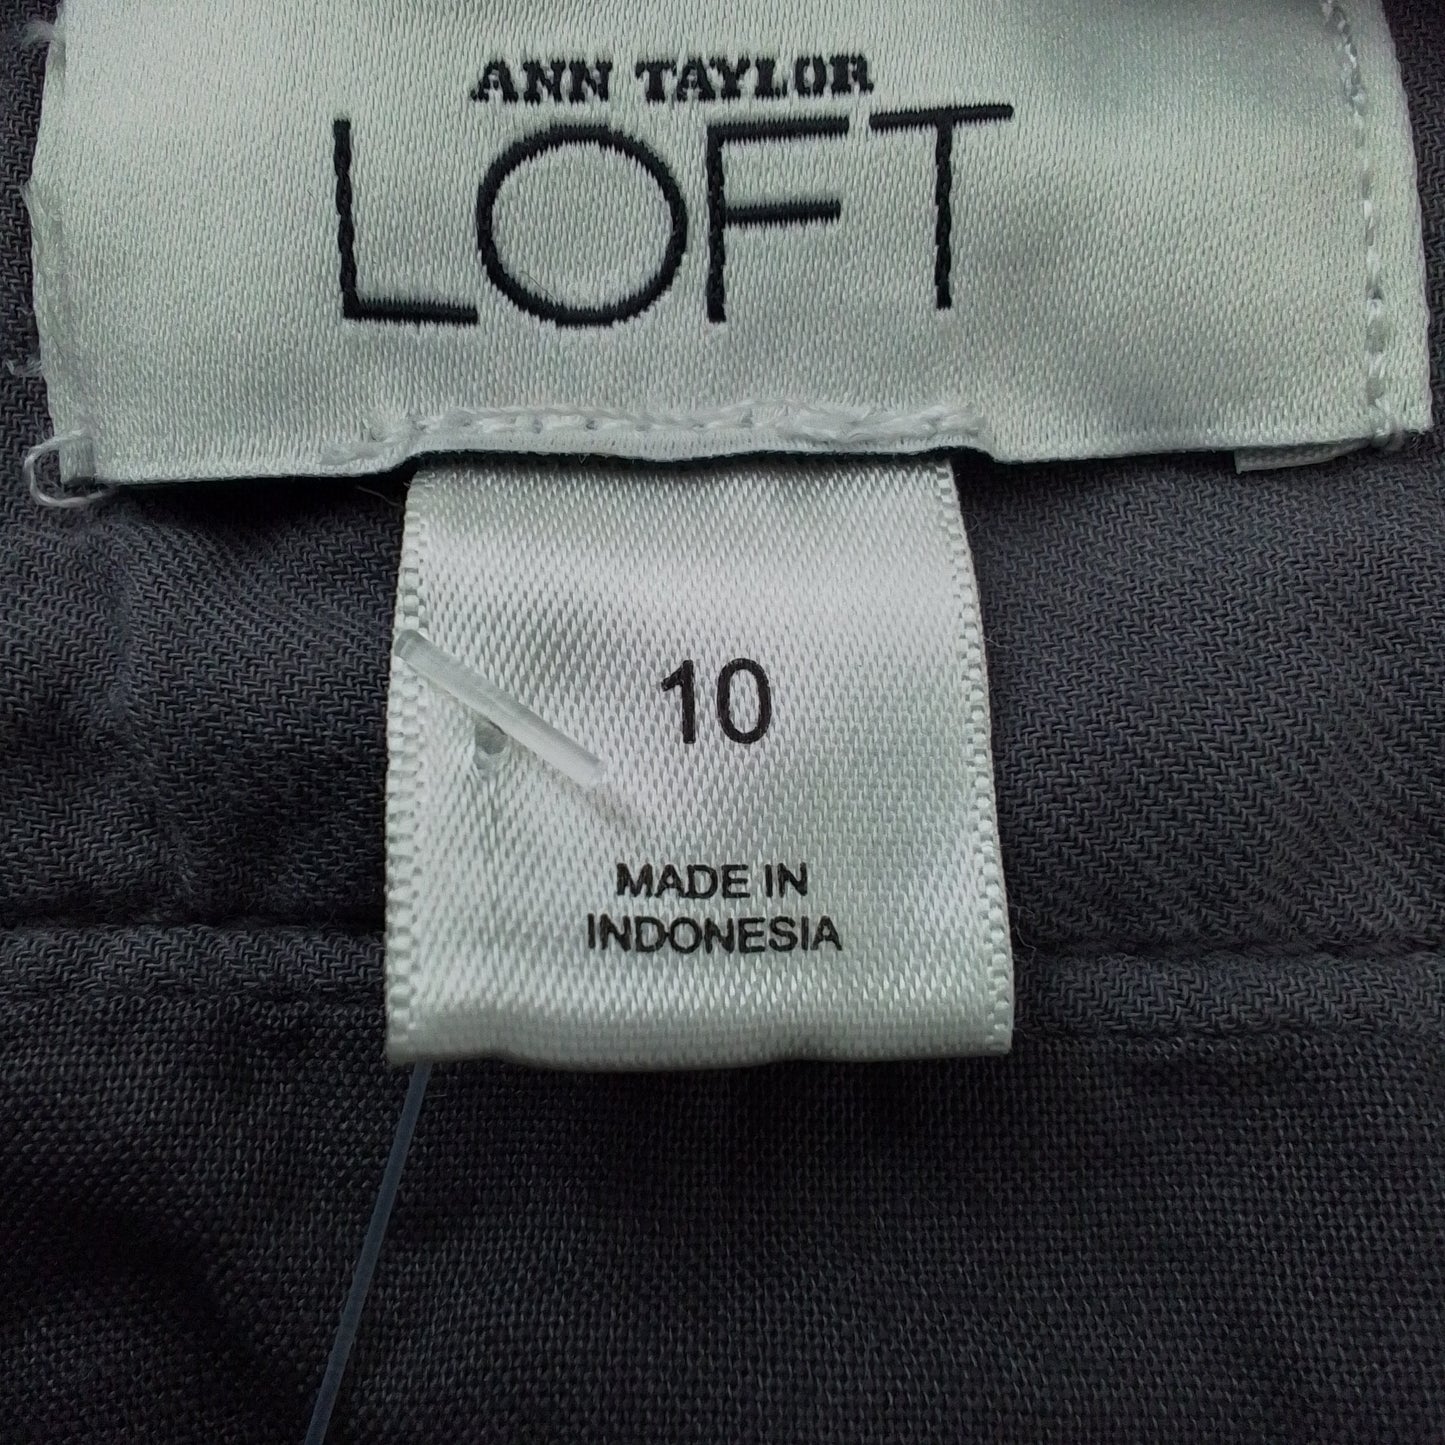 ANN TAYLOR
LOFT
10
MADE IN
INDONESIA